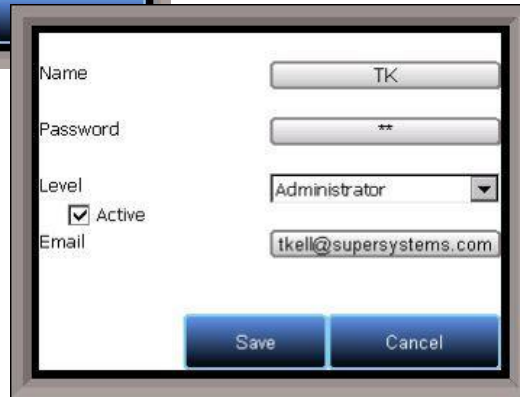 Name TK
Password **
Level Administrator
Active
Email tkell@supersystems.com
Save Cancel